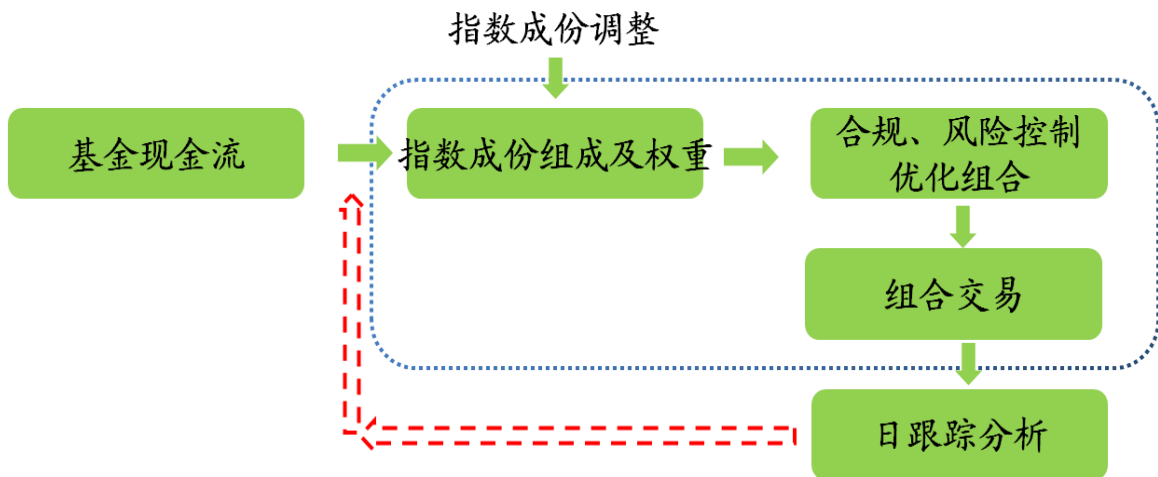 指数成份调整
基金现金流
指数成份组成及权重
合规、风险控制
优化组合
组合交易
日跟踪分析